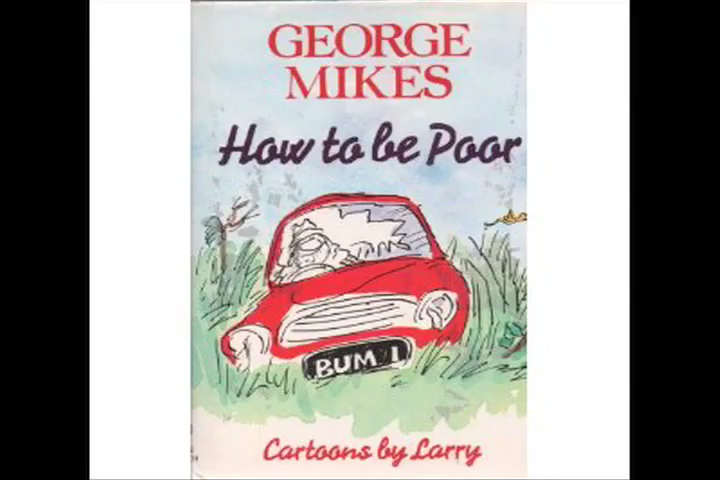 GEORGE
MIKES
How to be Poor
BUM 1
Cartoons by Larry